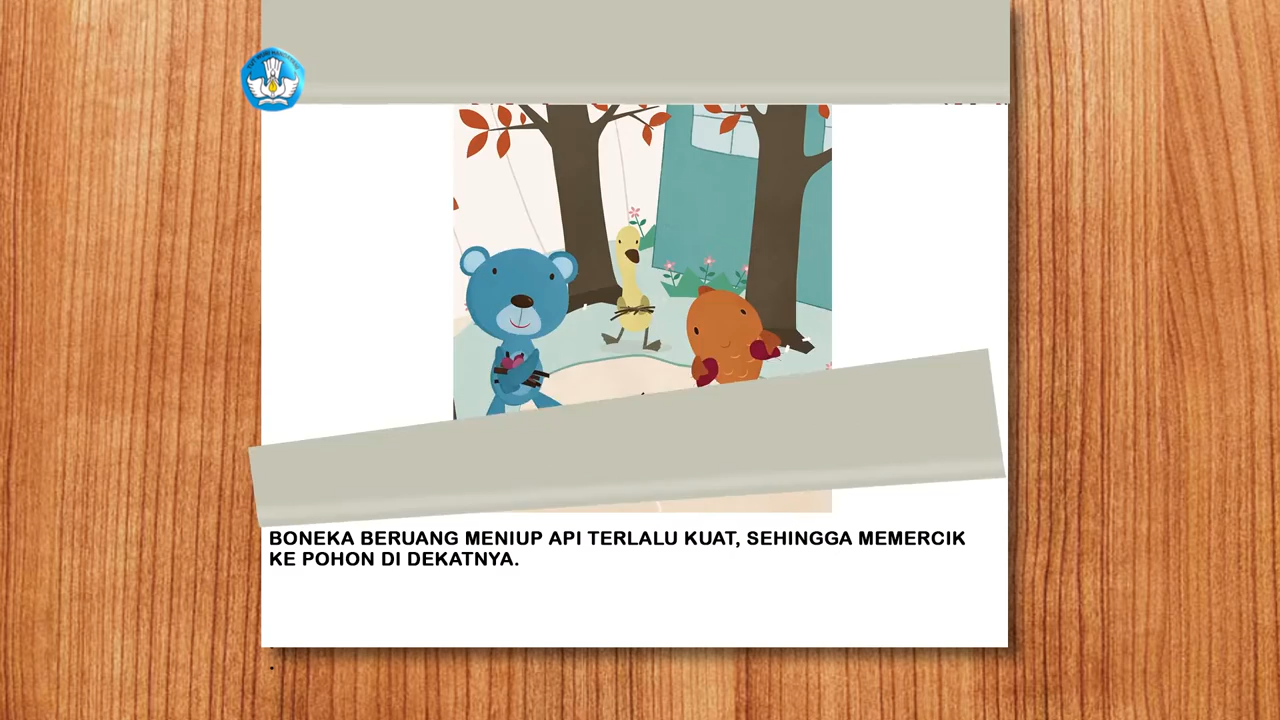 BONEKA BERUANG MENIUP API TERLALU KUAT, SEHINGGA MEMERCIK
KE POHON DI DEKATNYA.